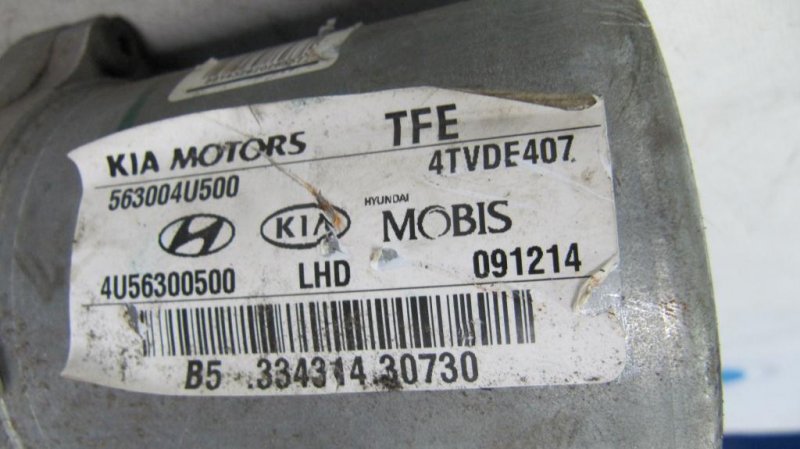 KIA MOTORS TFE
563004U500 4TVDE407
KIA HYUNDAI MOBIS
4U56300500 LHD 091214
B5 .334314 30730